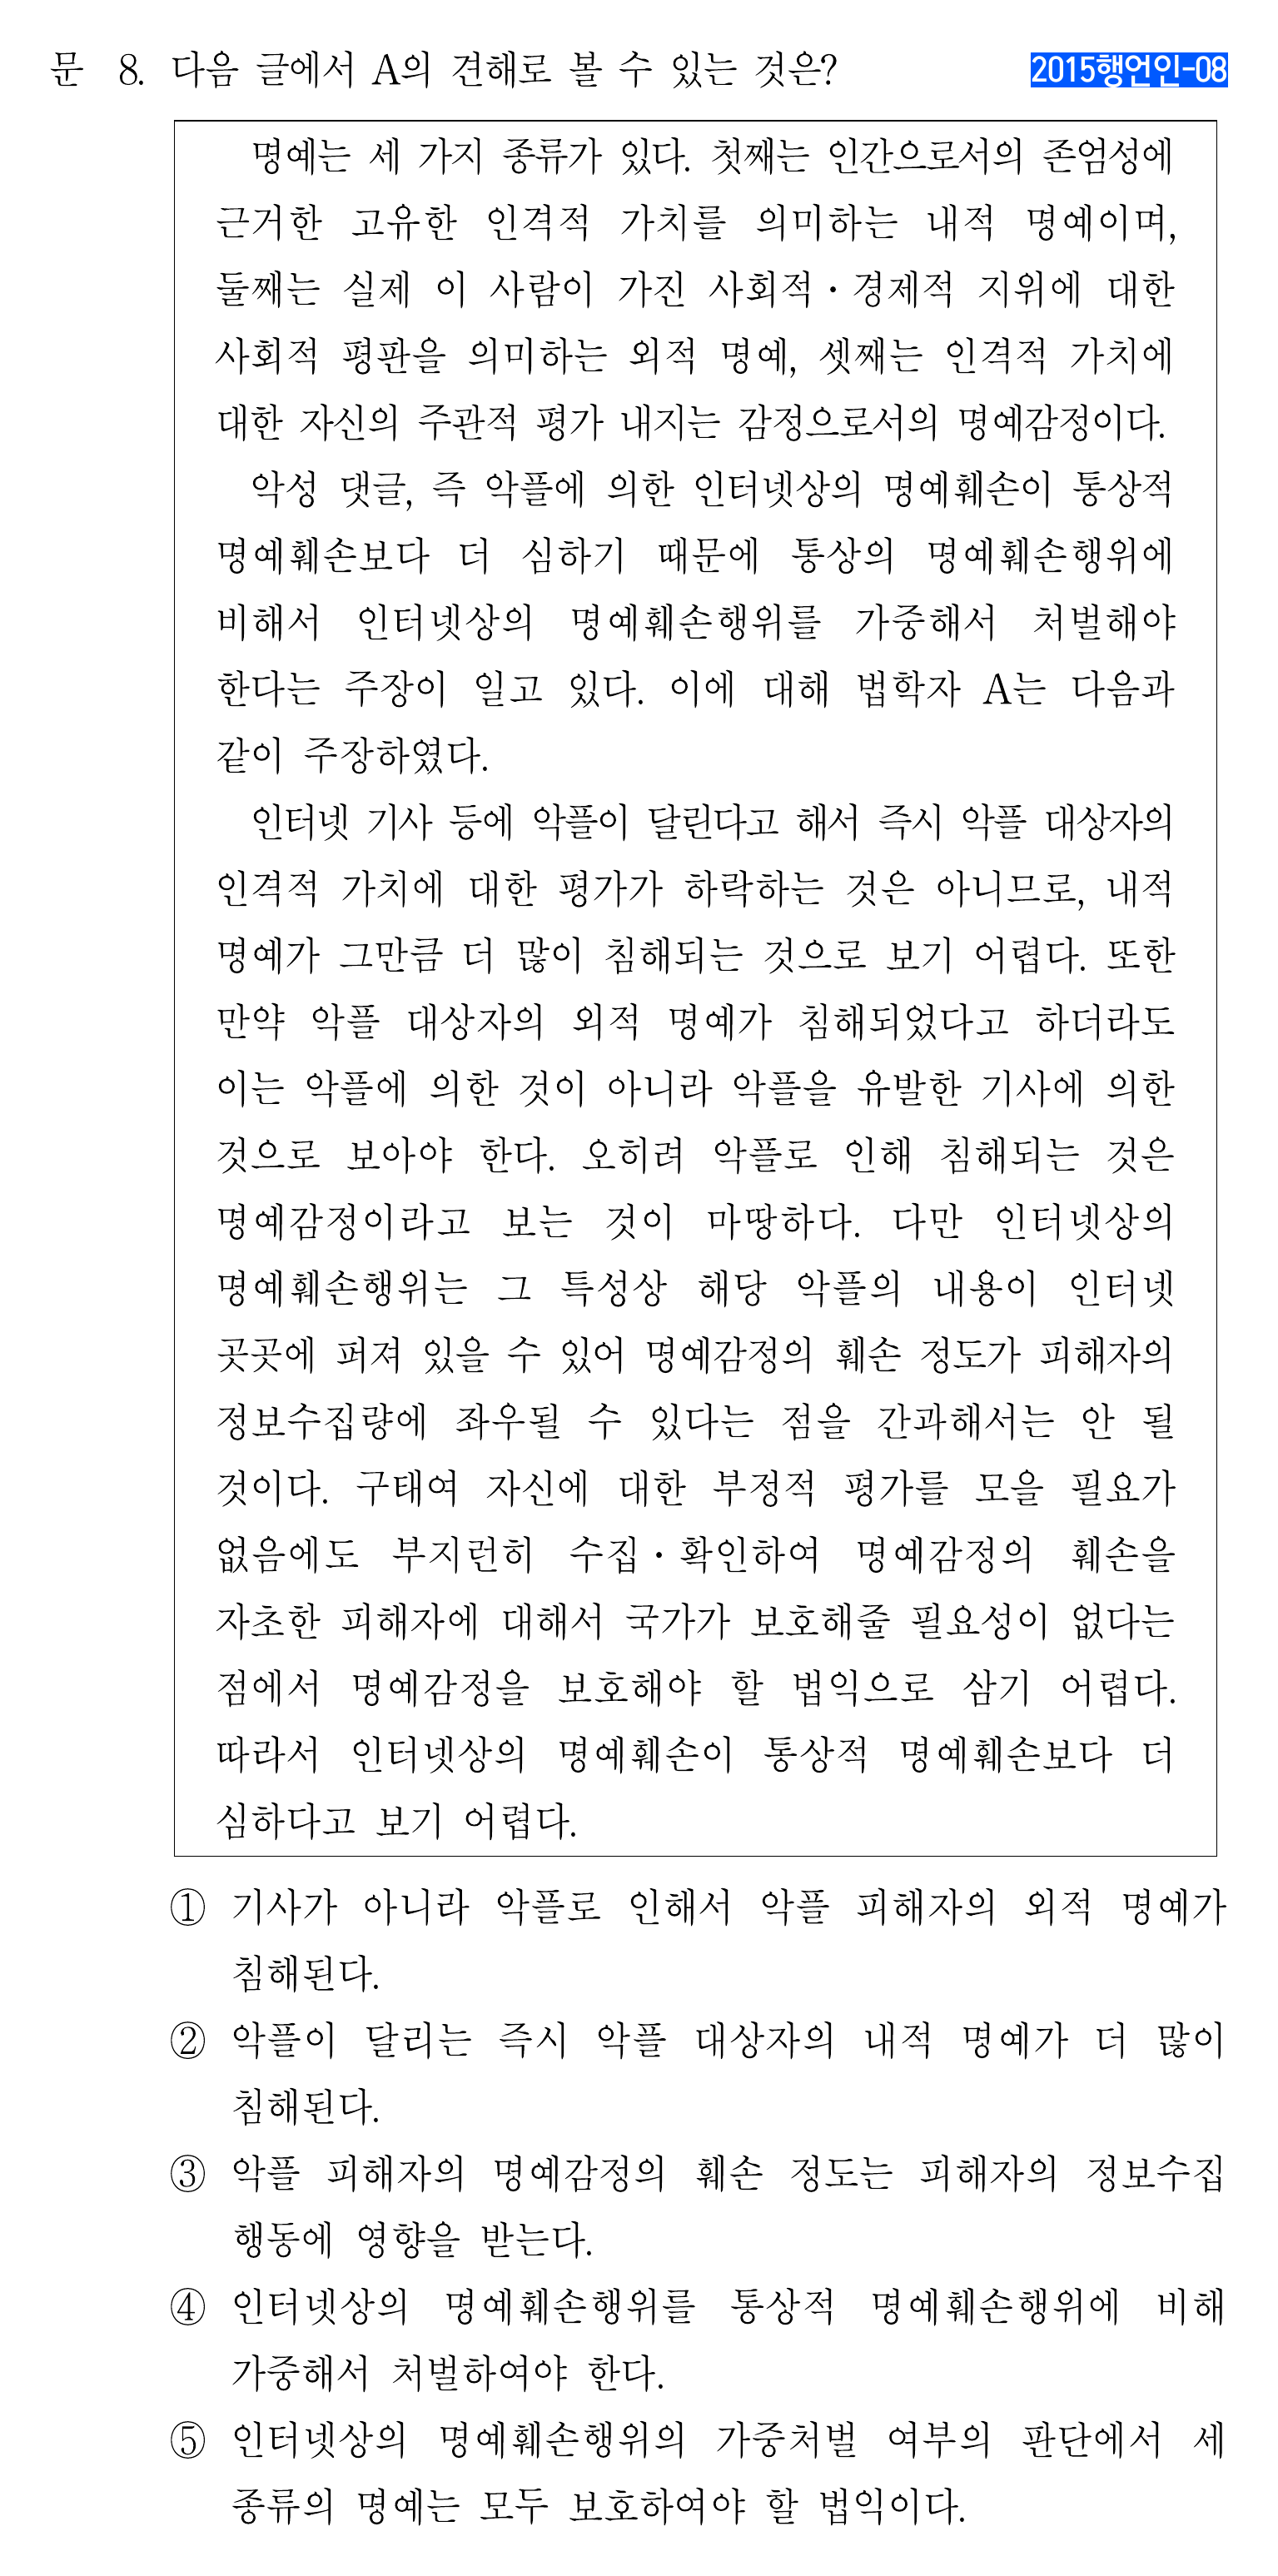 문 8. 다음 글에서 A의 견해로 볼 수 있는 것은?
2015행언인-08
명예는 세 가지 종류가 있다. 첫째는 인간으로서의 존엄성에
근거한 고유한 인격적 가치를 의미하는 내적 명예이며,
둘째는 실제 이 사람이 가진 사회적·경제적 지위에 대한
사회적 평판을 의미하는 외적 명예, 셋째는 인격적 가치에
대한 자신의 주관적 평가 내지는 감정으로서의 명예감정이다.
악성 댓글, 즉 악플에 의한 인터넷상의 명예훼손이 통상적
명예훼손보다 더 심하기 때문에 통상의 명예훼손행위에
비해서 인터넷상의 명예훼손행위를 가중해서 처벌해야
한다는 주장이 일고 있다. 이에 대해 법학자 A는 다음과
같이 주장하였다.
인터넷 기사 등에 악플이 달린다고 해서 즉시 악플 대상자의
인격적 가치에 대한 평가가 하락하는 것은 아니므로, 내적
명예가 그만큼 더 많이 침해되는 것으로 보기 어렵다. 또한
만약 악플 대상자의 외적 명예가 침해되었다고 하더라도
이는 악플에 의한 것이 아니라 악플을 유발한 기사에 의한
것으로 보아야 한다. 오히려 악플로 인해 침해되는 것은
명예감정이라고 보는 것이 마땅하다. 다만 인터넷상의
명예훼손행위는 그 특성상 해당 악플의 내용이 인터넷
곳곳에 퍼져 있을 수 있어 명예감정의 훼손 정도가 피해자의
정보수집량에 좌우될 수 있다는 점을 간과해서는 안 될
것이다. 구태여 자신에 대한 부정적 평가를 모을 필요가
없음에도 부지런히 수집·확인하여 명예감정의 훼손을
자초한 피해자에 대해서 국가가 보호해줄 필요성이 없다는
점에서 명예감정을 보호해야 할 법익으로 삼기 어렵다.
따라서 인터넷상의 명예훼손이 통상적 명예훼손보다 더
심하다고 보기 어렵다.
① 기사가 아니라 악플로 인해서 악플 피해자의 외적 명예가
침해된다.
② 악플이 달리는 즉시 악플 대상자의 내적 명예가 더 많이
침해된다.
③ 악플 피해자의 명예감정의 훼손 정도는 피해자의 정보수집
행동에 영향을 받는다.
④ 인터넷상의 명예훼손행위를 통상적 명예훼손행위에 비해
가중해서 처벌하여야 한다.
⑤ 인터넷상의 명예훼손행위의 가중처벌 여부의 판단에서 세
종류의 명예는 모두 보호하여야 할 법익이다.